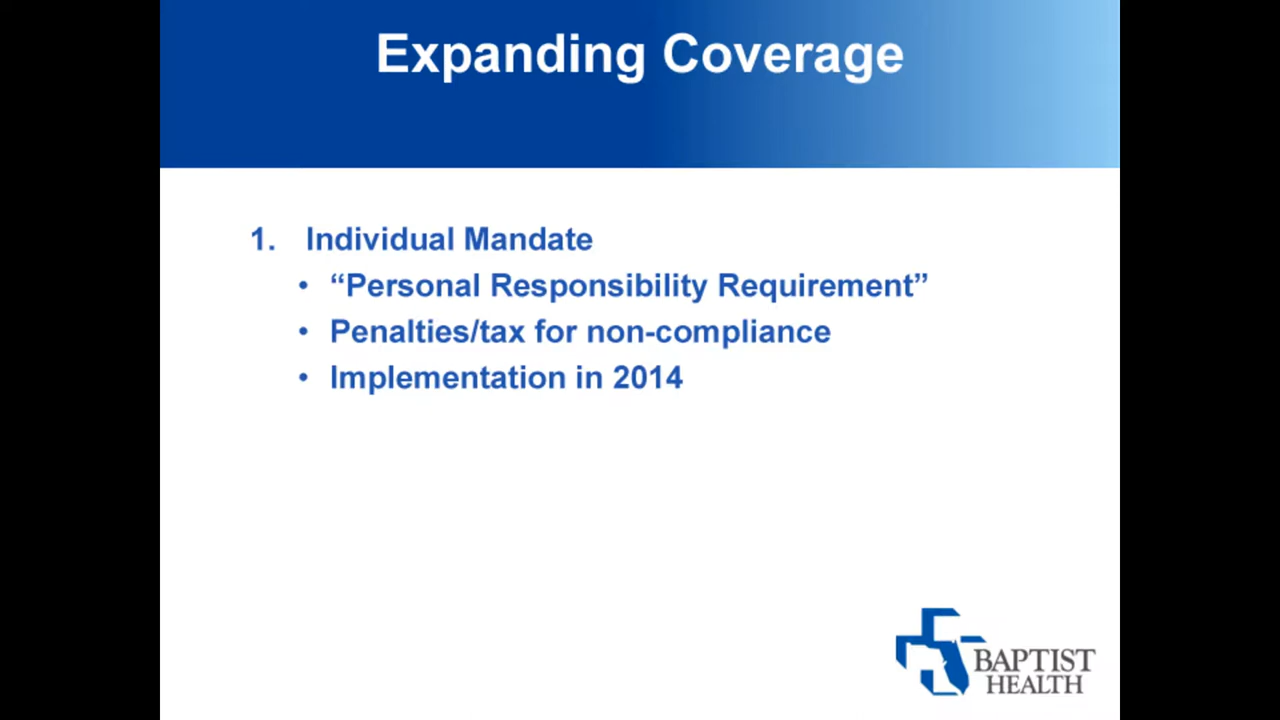 Expanding Coverage
1. Individual Mandate
• “Personal Responsibility Requirement”
• Penalties/tax for non-compliance
• Implementation in 2014
BAPTIST
HEALTH